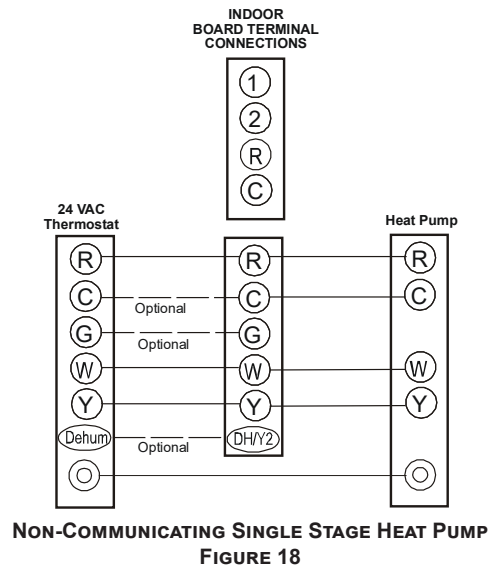 INDOOR
BOARD TERMINAL
CONNECTIONS
1
2
R
C
24 VAC
Thermostat
Heat Pump
R R R
C Optional C C
G Optional G
W W W
Y Y Y
Dehum Optional DH/Y2
NON-COMMUNICATING SINGLE STAGE HEAT PUMP
FIGURE 18